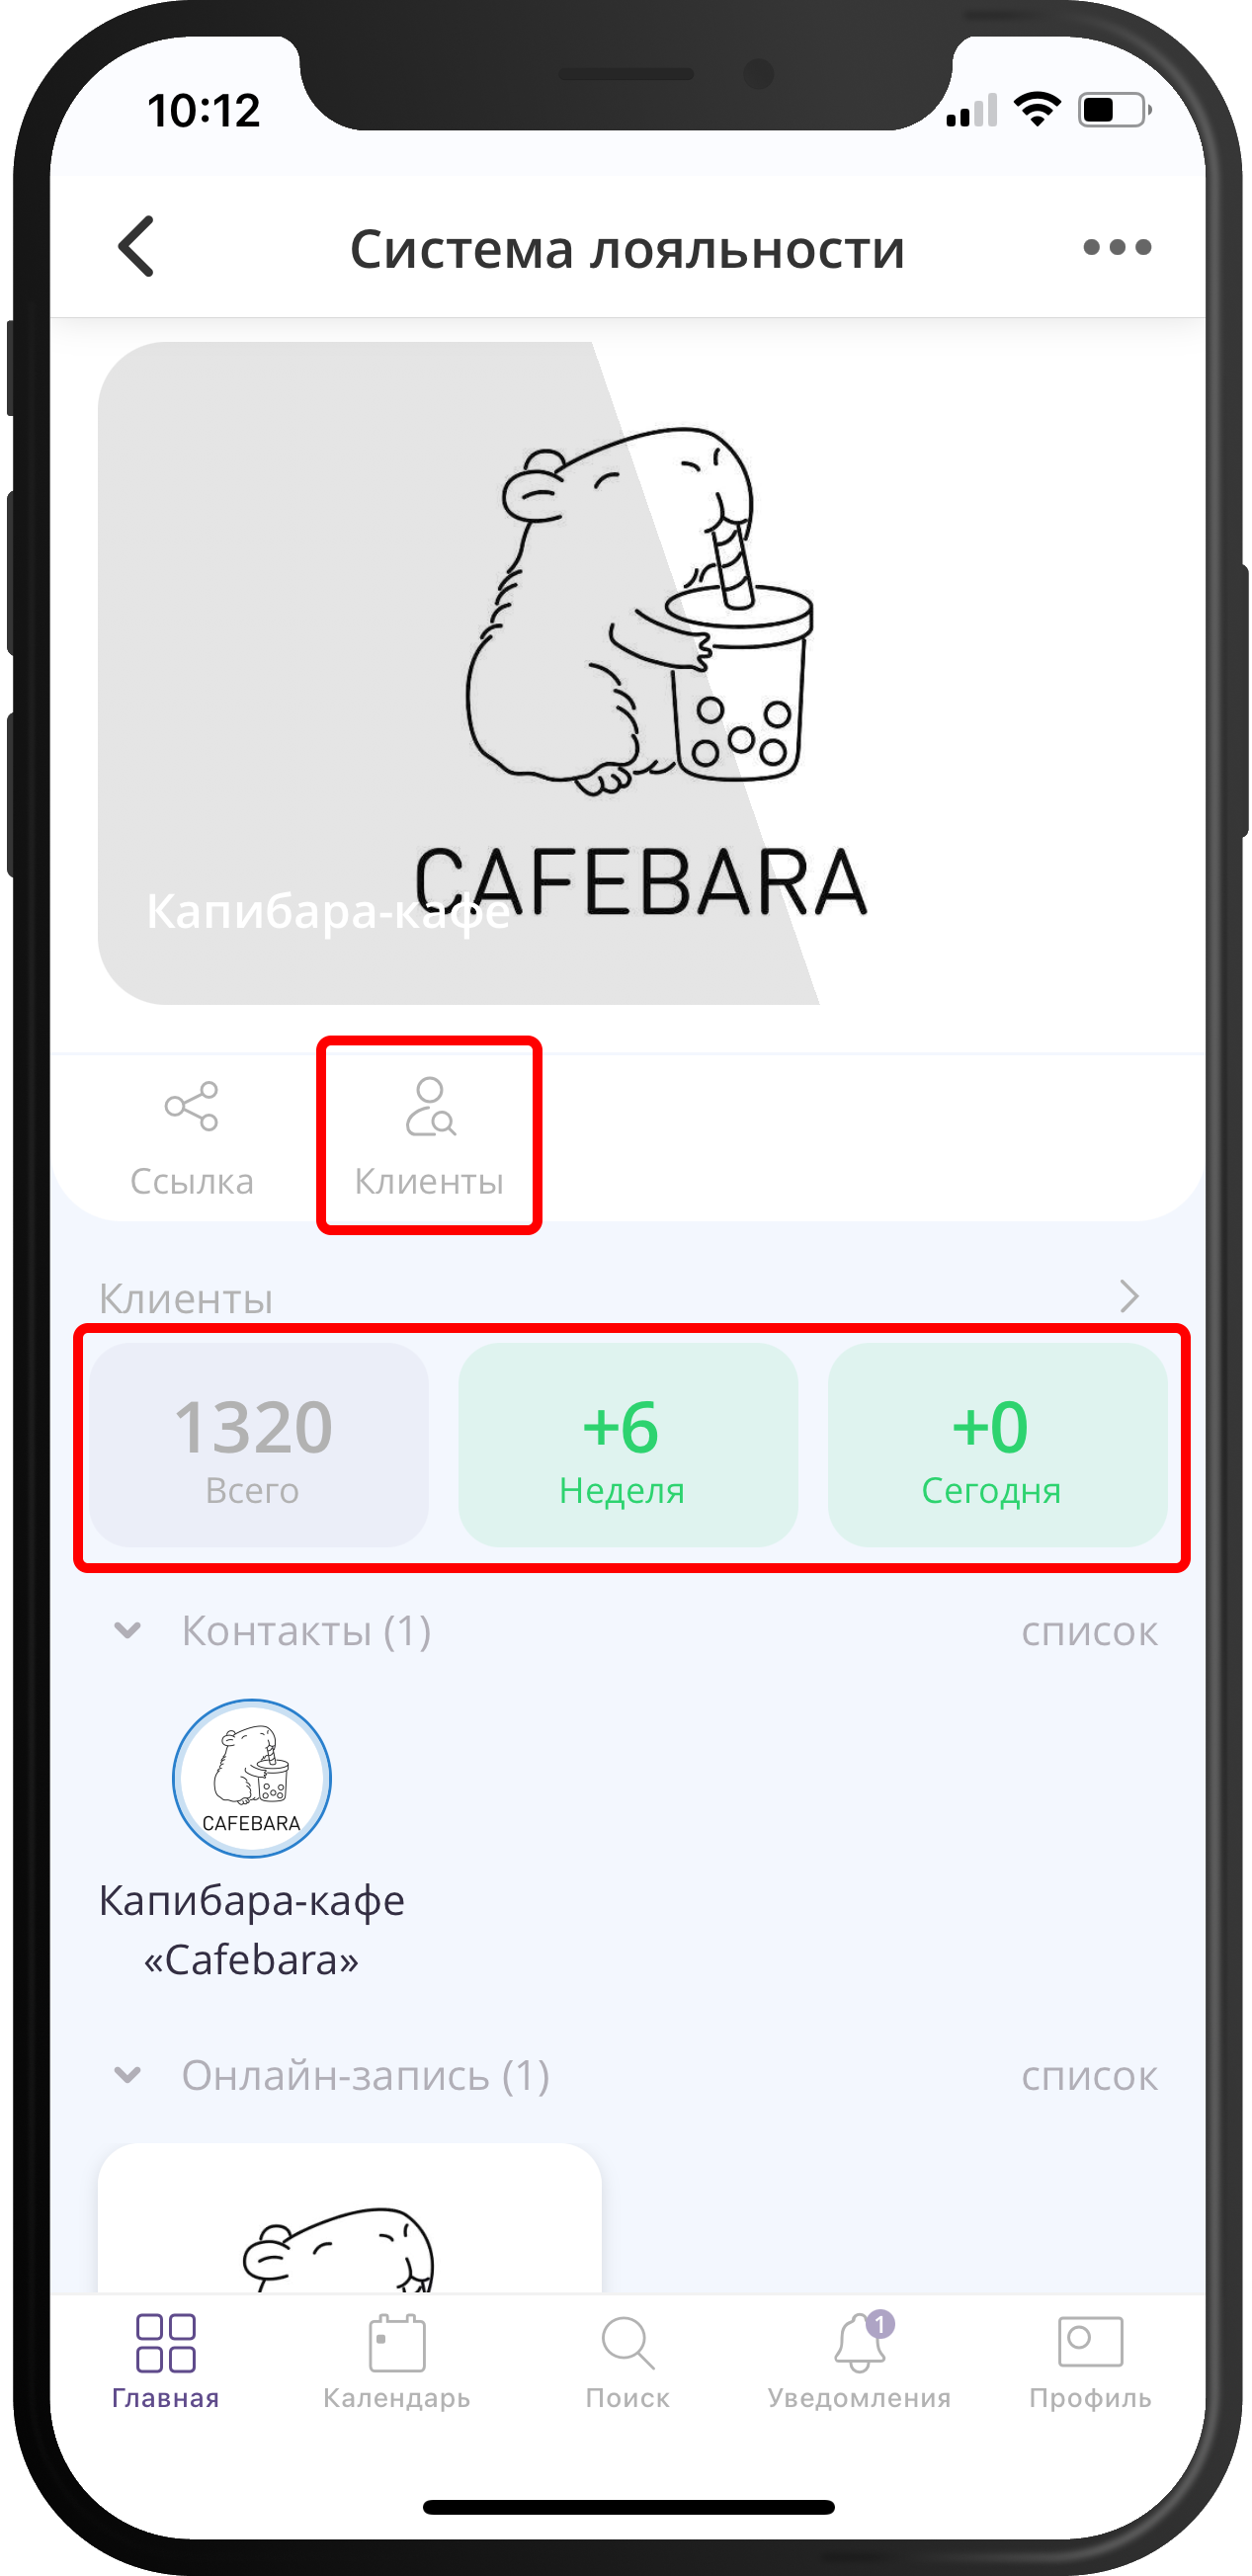 10:12
Система лояльности
CAFEBARA
Капибара-кафе
Ссылка
Клиенты
Клиенты
1320
+6
+0
Всего
Неделя
Сегодня
Контакты (1)
список
CAFEBARA
Капибара-кафе
«Cafebara»
Онлайн-запись (1)
список
1
Главная
Календарь
Поиск
Уведомления
Профиль